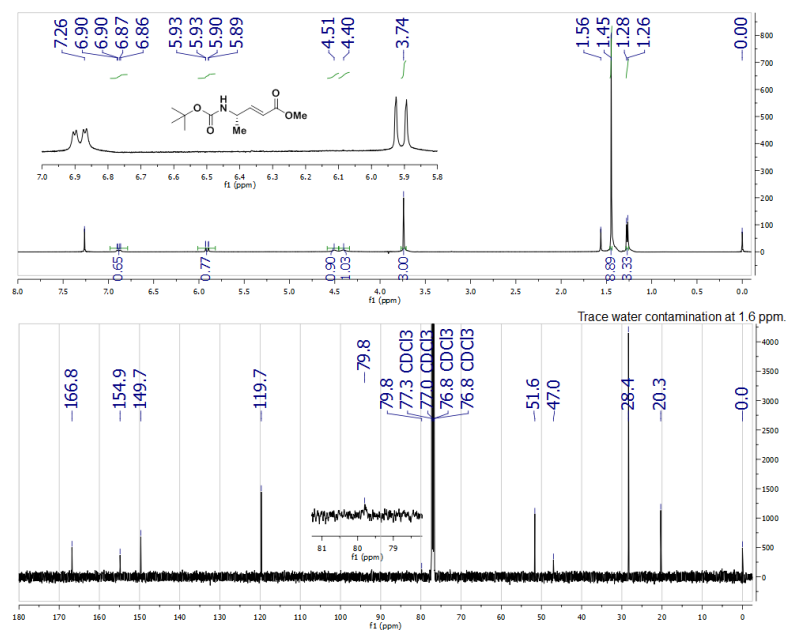 7.26 6.90 6.90 6.87 6.86 5.93 5.93 5.90 5.89 4.51 4.40 3.74 1.56 1.45 1.28 1.26 0.00
800
700
600
500
400
300
200
100
0
H
N
O
O
Me
O
OMe
7.0 6.9 6.8 6.7 6.6 6.5 6.4 6.3 6.2 6.1 6.0 5.9 5.8
f1 (ppm)
0.65 0.77 0.90 1.03 3.00 8.89 3.33
8.0 7.5 7.0 6.5 6.0 5.5 5.0 4.5 4.0 3.5 3.0 2.5 2.0 1.5 1.0 0.5 0.0
f1 (ppm)
Trace water contamination at 1.6 ppm.
166.8 154.9 149.7 119.7 79.8 79.8 77.3 CDCl3 77.0 CDCl3 76.8 CDCl3 76.8 CDCl3 51.6 47.0 28.4 20.3 0.0
4000
3500
3000
2500
2000
1500
1000
500
0
81 80 79
f1 (ppm)
180 170 160 150 140 130 120 110 100 90 80 70 60 50 40 30 20 10 0
f1 (ppm)